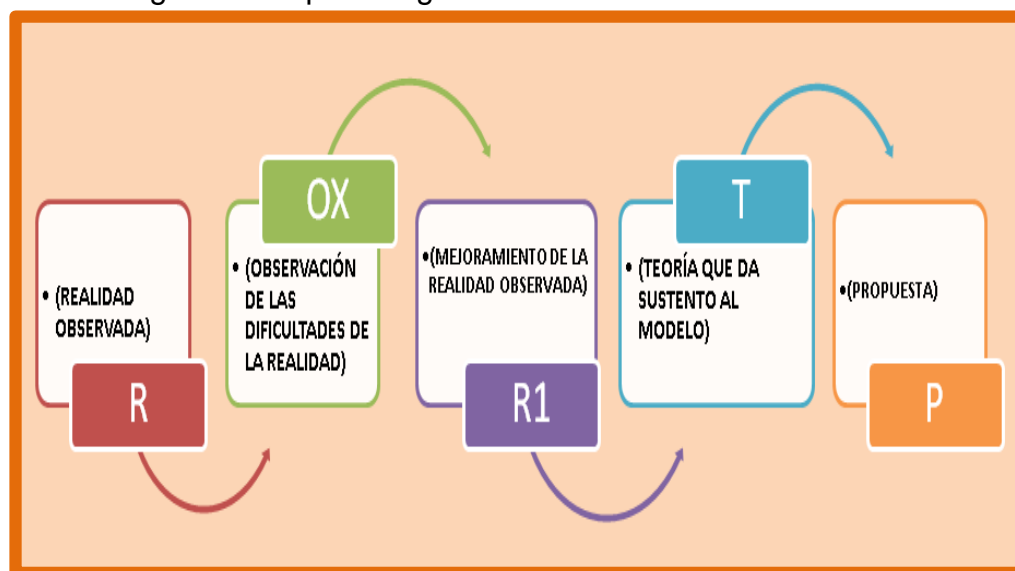 • (REALIDAD
OBSERVADA)
R
OX
• (OBSERVACIÓN
DE LAS
DIFICULTADES DE
LA REALIDAD)
•(MEJORAMIENTO DE LA
REALIDAD OBSERVADA)
R1
T
• (TEORÍA QUE DA
SUSTENTO AL
MODELO)
•(PROPUESTA)
P